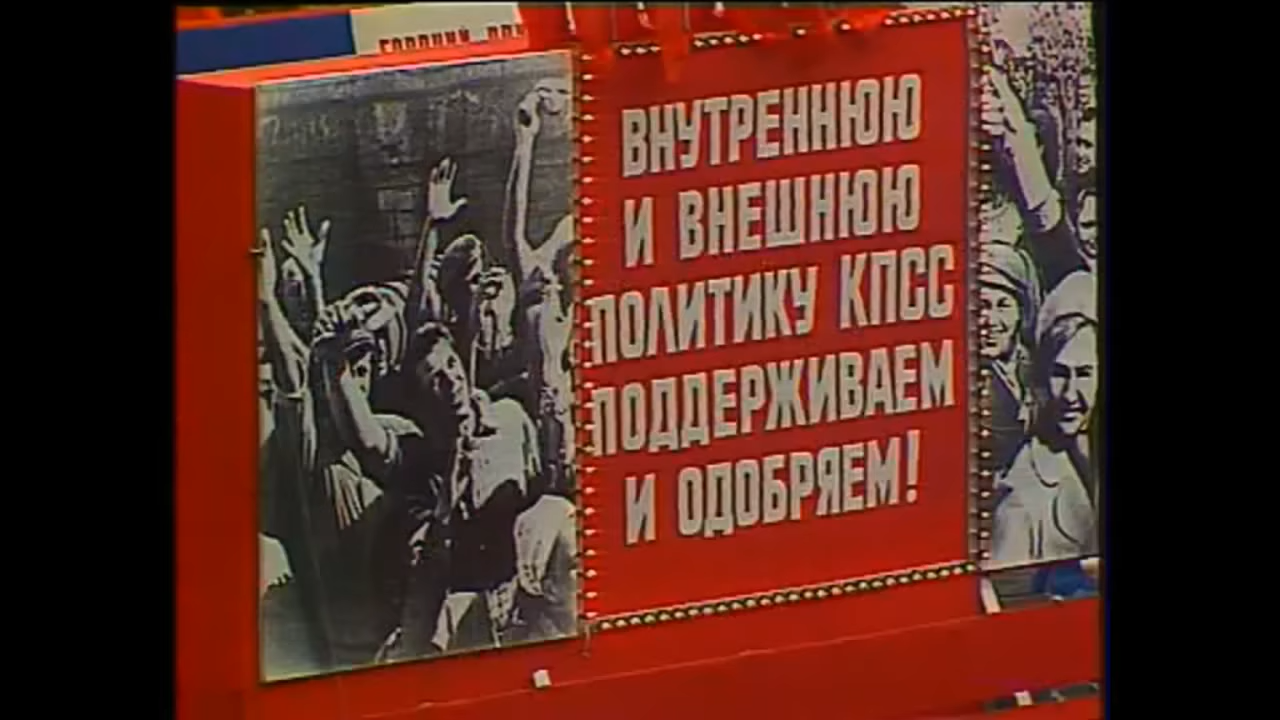 ВНУТРЕННЮЮ
И ВНЕШНЮЮ
ПОЛИТИКУ КПСС
ПОДДЕРЖИВАЕМ
И ОДОБРЯЕМ!